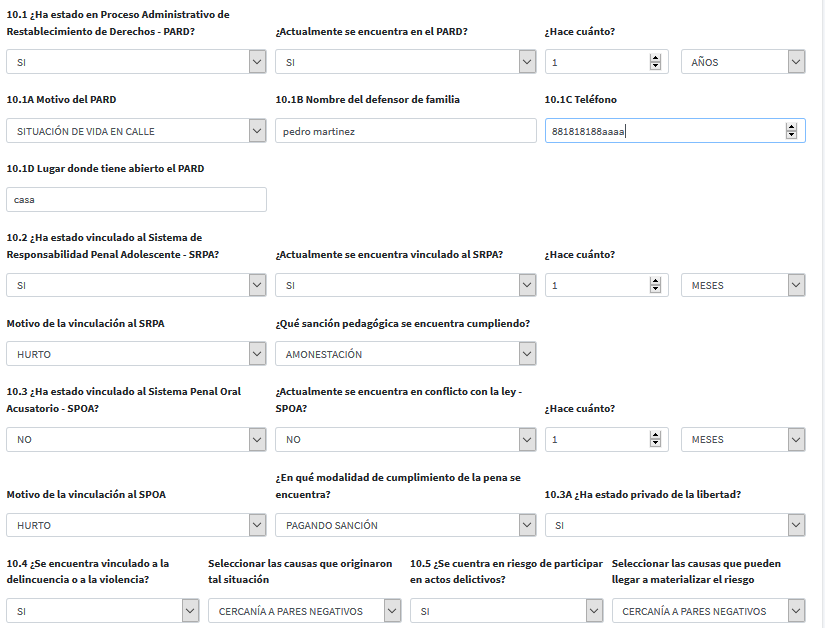 10.1 ¿Ha estado en Proceso Administrativo de
Restablecimiento de Derechos - PARD?
¿Actualmente se encuentra en el PARD?
¿Hace cuánto?
SI
SI
1
AÑOS
10.1A Motivo del PARD
10.1B Nombre del defensor de familia
10.1C Teléfono
SITUACIÓN DE VIDA EN CALLE
pedro martinez
881818188aaaa
10.1D Lugar donde tiene abierto el PARD
casa
10.2 ¿Ha estado vinculado al Sistema de
Responsabilidad Penal Adolescente - SRPA?
¿Actualmente se encuentra vinculado al SRPA?
¿Hace cuánto?
SI
SI
1
MESES
Motivo de la vinculación al SRPA
¿Qué sanción pedagógica se encuentra cumpliendo?
HURTO
AMONESTACIÓN
10.3 ¿Ha estado vinculado al Sistema Penal Oral
Acusatorio - SPOA?
¿Actualmente se encuentra en conflicto con la ley -
SPOA?
¿Hace cuánto?
NO
NO
1
MESES
Motivo de la vinculación al SPOA
¿En qué modalidad de cumplimiento de la pena se
encuentra?
10.3A ¿Ha estado privado de la libertad?
HURTO
PAGANDO SANCIÓN
SI
10.4 ¿Se encuentra vinculado a la
delincuencia o a la violencia?
Seleccionar las causas que originaron
tal situación
10.5 ¿Se cuentra en riesgo de participar
en actos delictivos?
Seleccionar las causas que pueden
llegar a materializar el riesgo
SI
CERCANÍA A PARES NEGATIVOS
SI
CERCANÍA A PARES NEGATIVOS